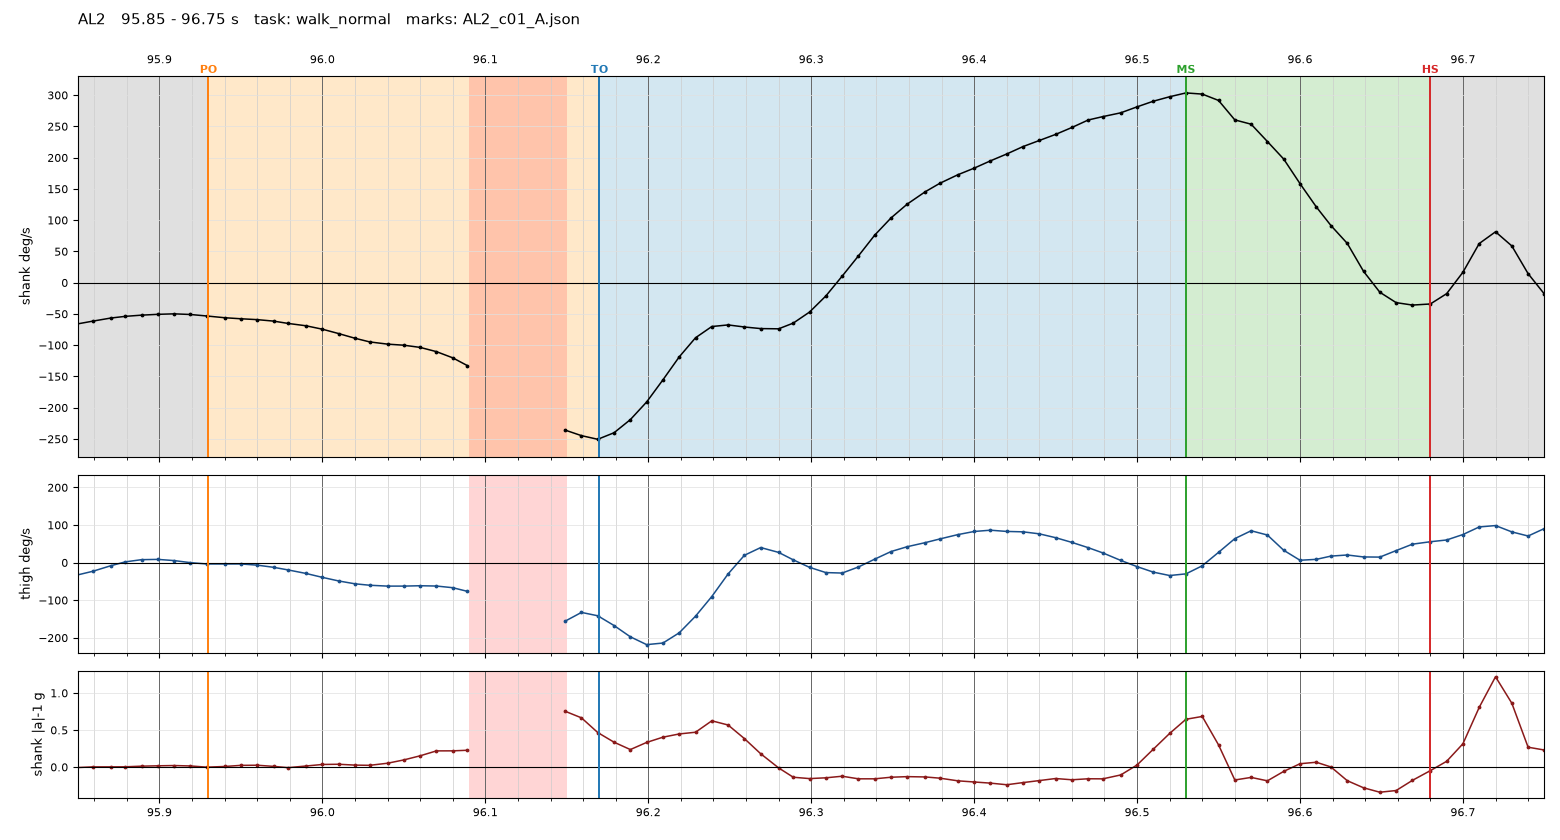 AL2   95.85 - 96.75 s   task: walk_normal   marks: AL2_c01_A.json
95.9 96.0 96.1 96.2 96.3 96.4 96.5 96.6 96.7
PO TO MS HS
shank deg/s
300
250
200
150
100
50
0
−50
−100
−150
−200
−250
thigh deg/s
200
100
0
−100
−200
shank |a|-1 g
1.0
0.5
0.0
95.9 96.0 96.1 96.2 96.3 96.4 96.5 96.6 96.7